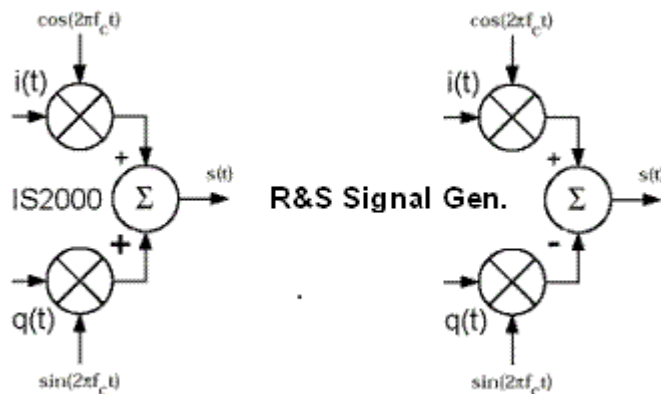 cos(2πf_ct)
i(t)
+
IS2000
Σ
s(t)
+
q(t)
sin(2πf_ct)
R&S Signal Gen.
cos(2πf_ct)
i(t)
+
Σ
s(t)
-
q(t)
sin(2πf_ct)